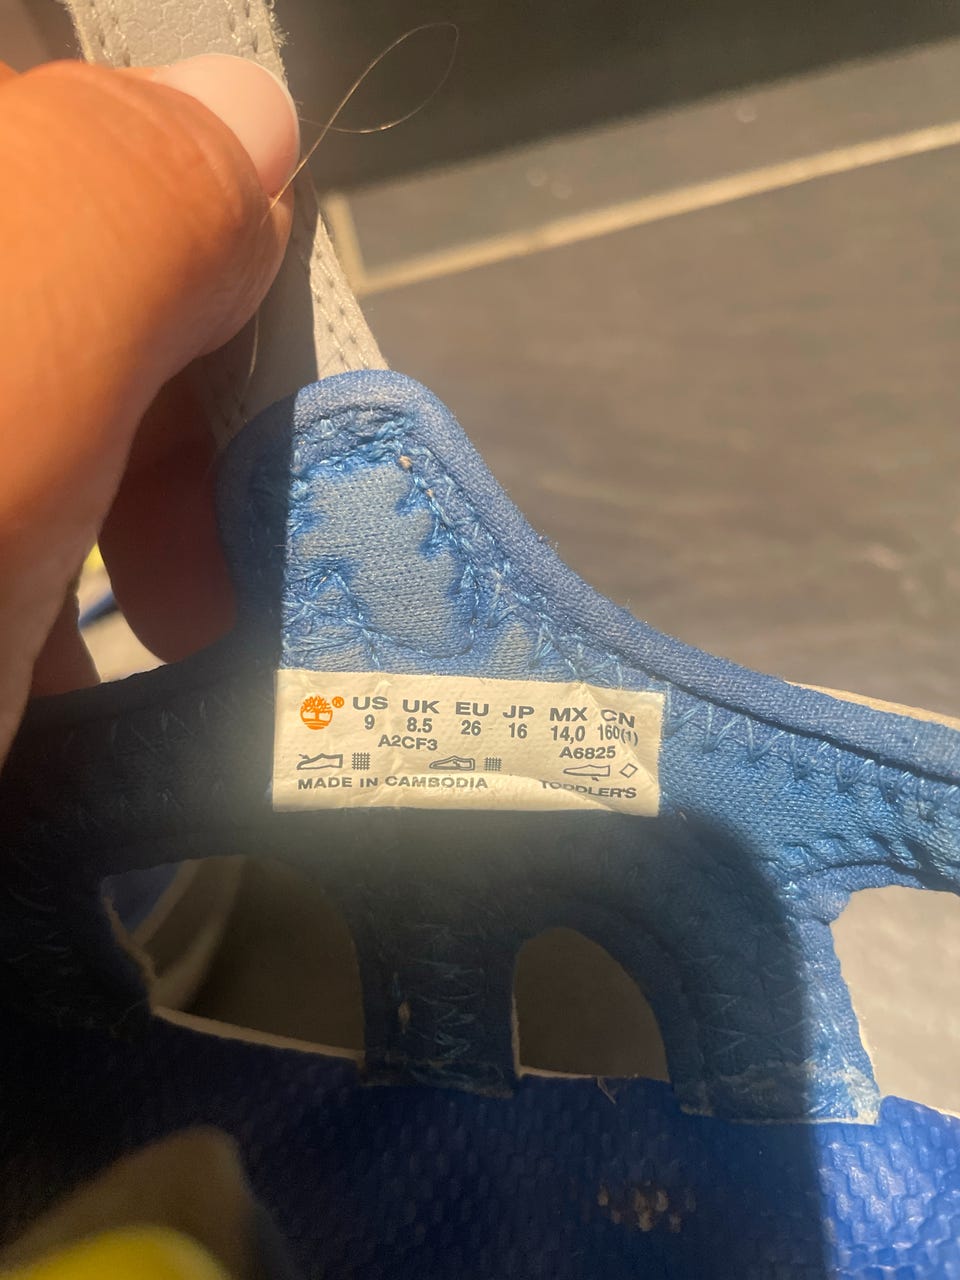 ® US UK EU JP MX CN
9 8.5 26 16 14,0 160(1)
A2CF3 A6825
MADE IN CAMBODIA TODDLER'S